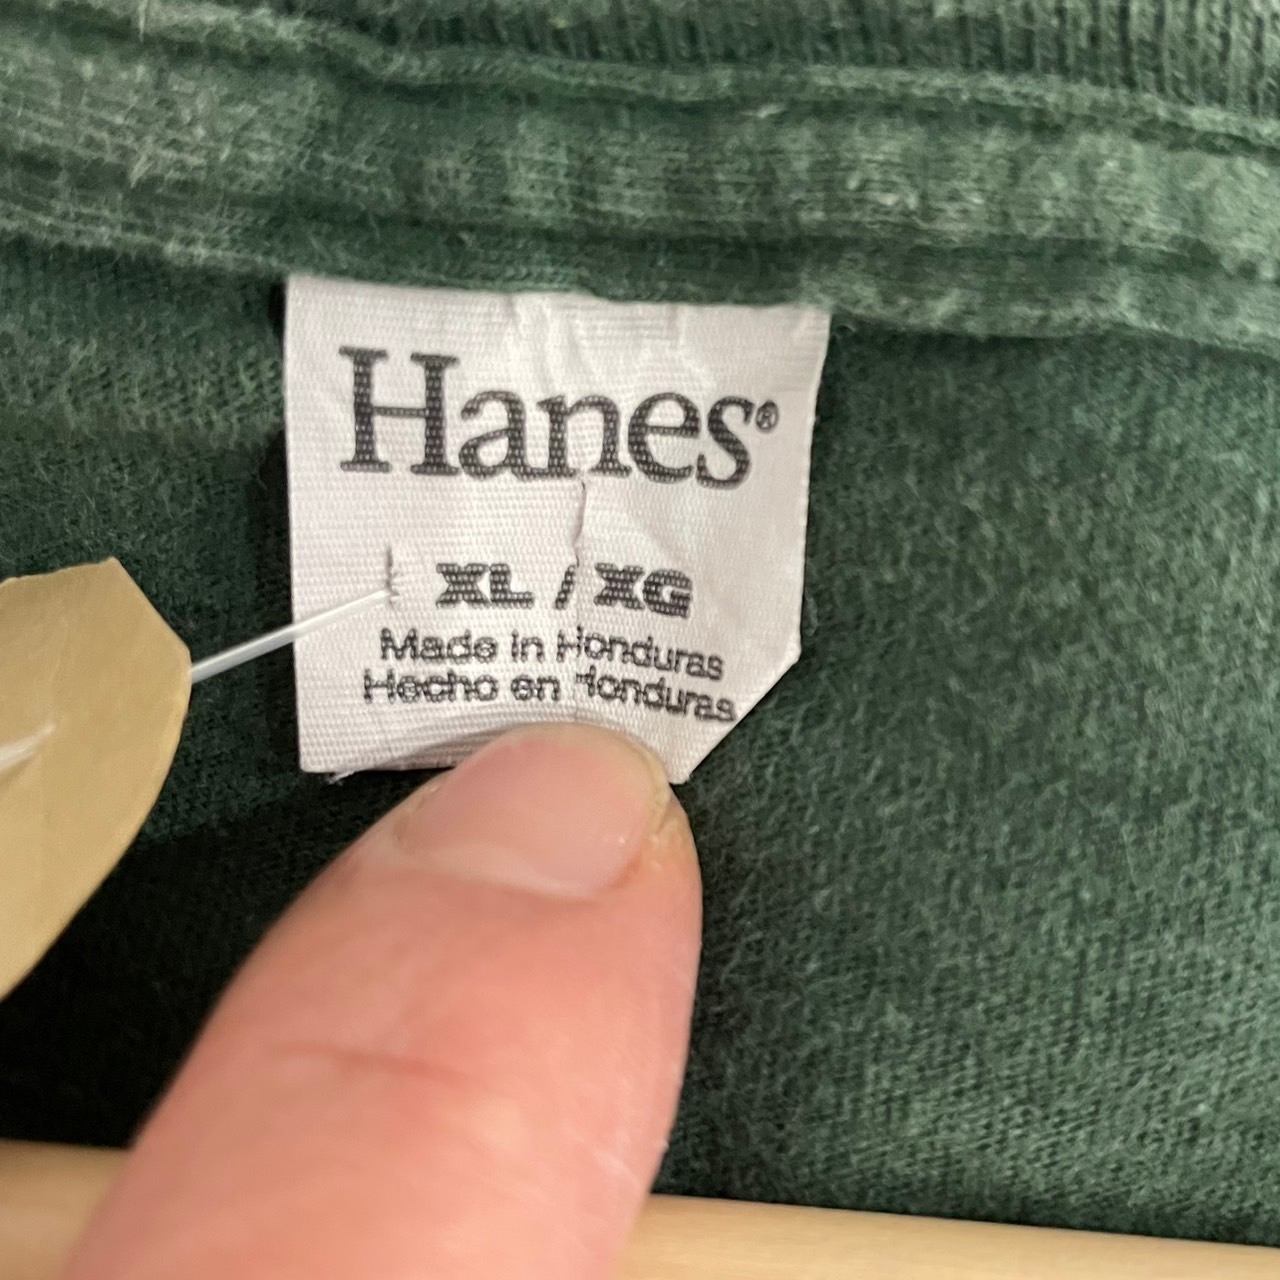 Hanes®
XL / XG
Made in Honduras
Hecho en Honduras